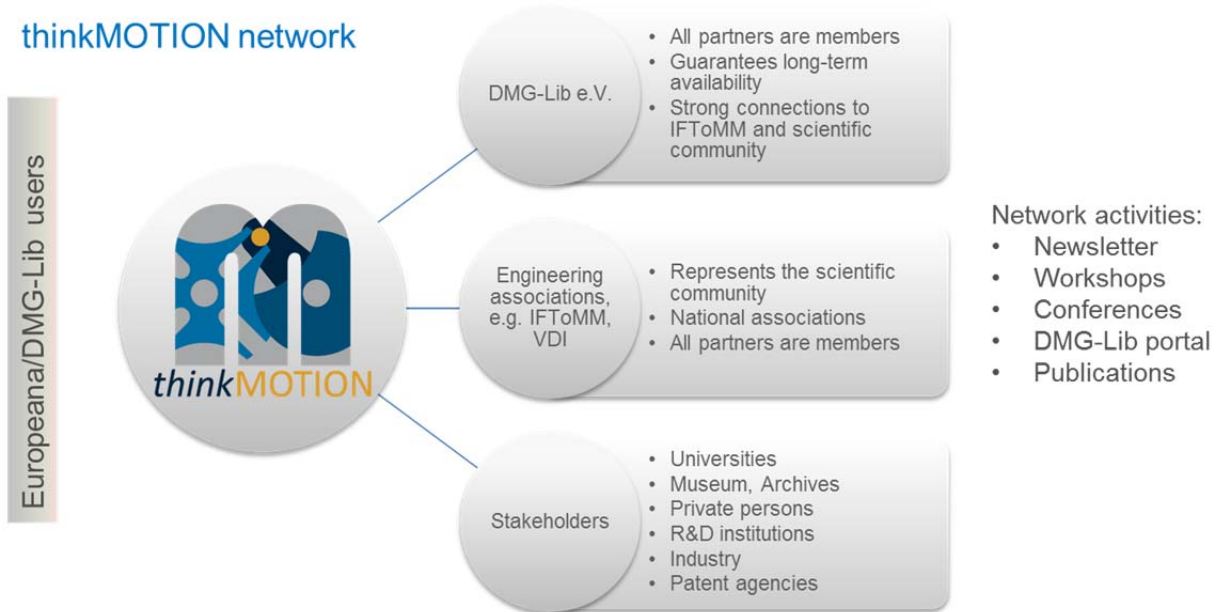 thinkMOTION network
Europeana/DMG-Lib users
thinkMOTION
DMG-Lib e.V.
• All partners are members
• Guarantees long-term
availability
• Strong connections to
IFToMM and scientific
community
Engineering
associations,
e.g. IFToMM,
VDI
• Represents the scientific
community
• National associations
• All partners are members
Stakeholders
• Universities
• Museum, Archives
• Private persons
• R&D institutions
• Industry
• Patent agencies
Network activities:
• Newsletter
• Workshops
• Conferences
• DMG-Lib portal
• Publications